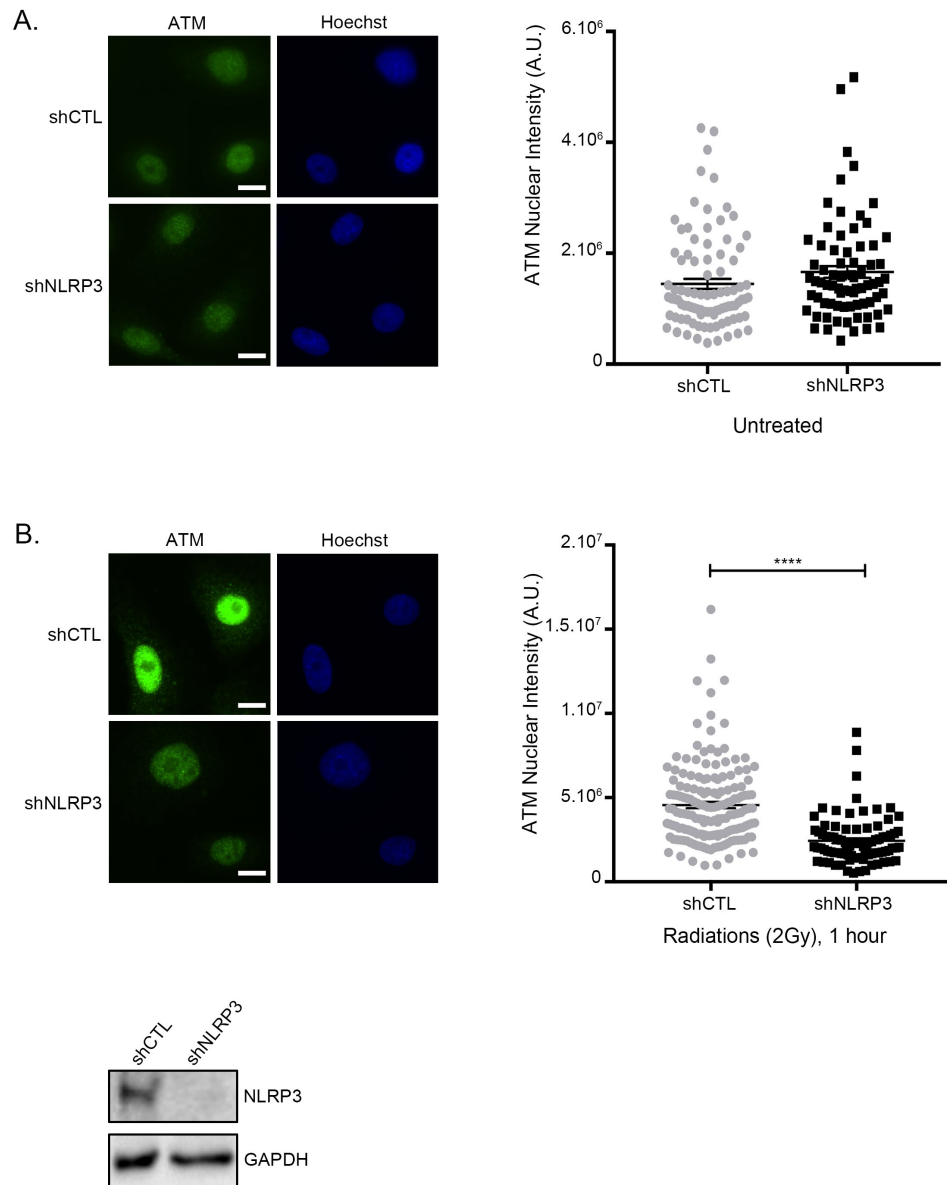 A.
ATM Hoechst
shCTL
shNLRP3
ATM Nuclear Intensity (A.U.)
6.10⁶
4.10⁶
2.10⁶
0
shCTL shNLRP3
Untreated
B.
ATM Hoechst
shCTL
shNLRP3
ATM Nuclear Intensity (A.U.)
2.10⁷
1.5.10⁷
1.10⁷
5.10⁶
0
****
shCTL shNLRP3
Radiations (2Gy), 1 hour
shCTL shNLRP3
NLRP3
GAPDH